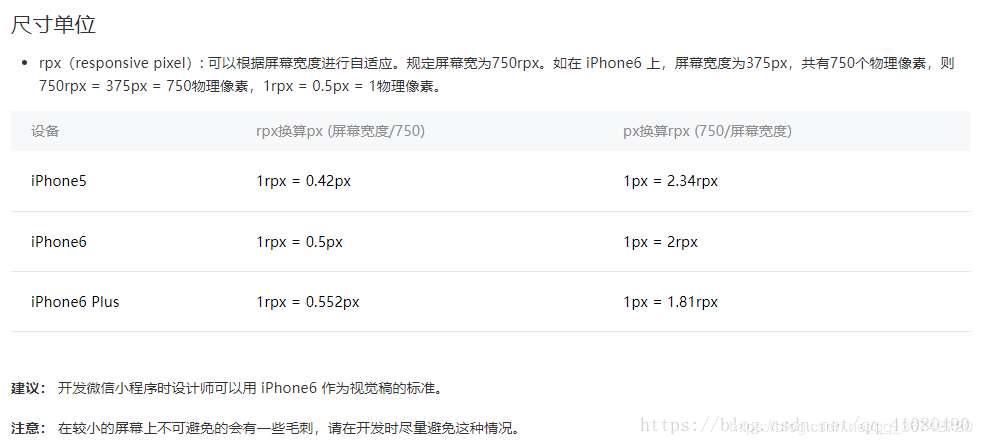 尺寸单位
rpx（responsive pixel）: 可以根据屏幕宽度进行自适应。规定屏幕宽为750rpx。如在 iPhone6 上，屏幕宽度为375px，共有750个物理像素，则
750rpx = 375px = 750物理像素，1rpx = 0.5px = 1物理像素。
设备 rpx换算px (屏幕宽度/750) px换算rpx (750/屏幕宽度)
iPhone5 1rpx = 0.42px 1px = 2.34rpx
iPhone6 1rpx = 0.5px 1px = 2rpx
iPhone6 Plus 1rpx = 0.552px 1px = 1.81rpx
建议： 开发微信小程序时设计师可以用 iPhone6 作为视觉稿的标准。
注意： 在较小的屏幕上不可避免的会有一些毛刺，请在开发时尽量避免这种情况。
https://blog.csdn.net/qq_41080490